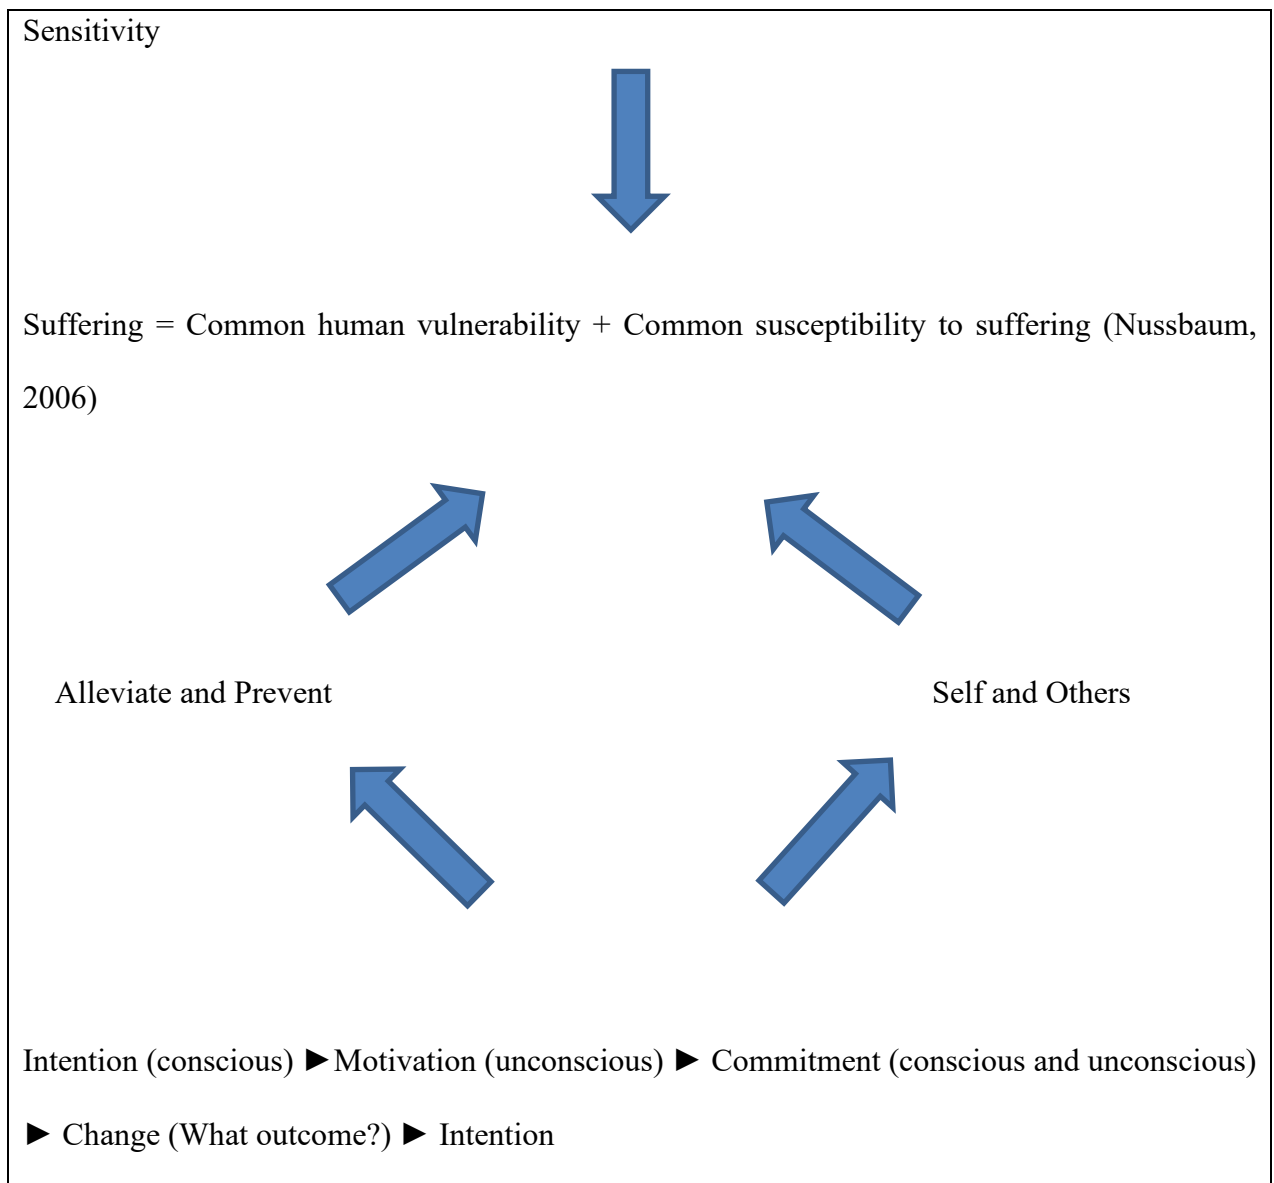 Sensitivity
Suffering = Common human vulnerability + Common susceptibility to suffering (Nussbaum,
2006)
Alleviate and Prevent
Self and Others
Intention (conscious) ►Motivation (unconscious) ► Commitment (conscious and unconscious)
► Change (What outcome?) ► Intention